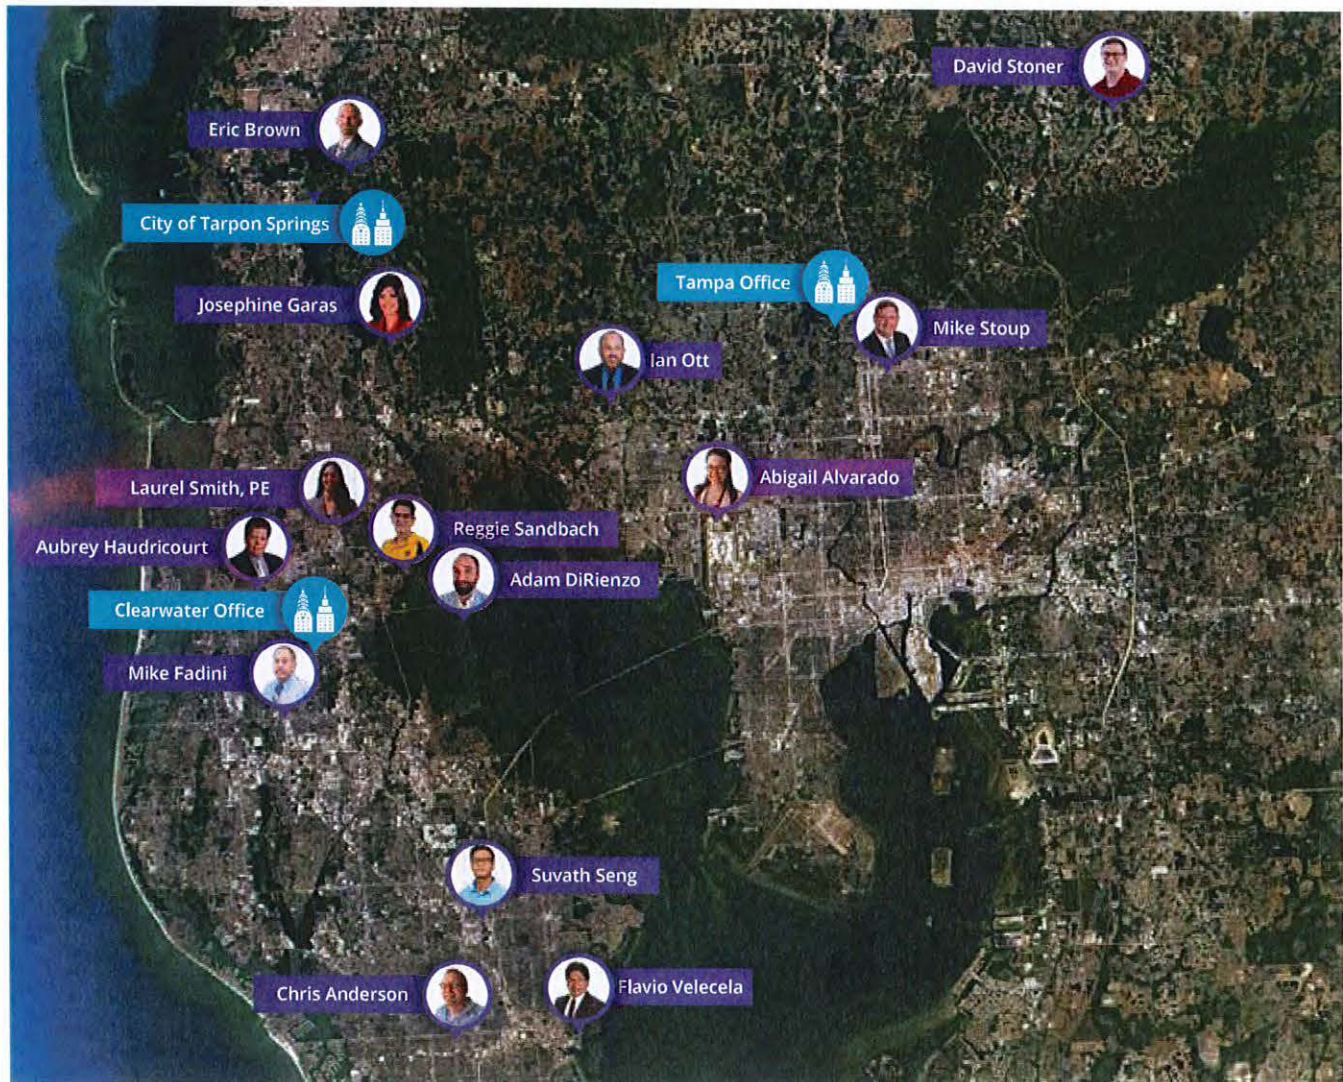 David Stoner
Eric Brown
City of Tarpon Springs
Tampa Office
Josephine Garas
Mike Stoup
Ian Ott
Abigail Alvarado
Laurel Smith, PE
Reggie Sandbach
Aubrey Haudricourt
Adam DiRienzo
Clearwater Office
Mike Fadini
Suvath Seng
Chris Anderson
Flavio Velecela